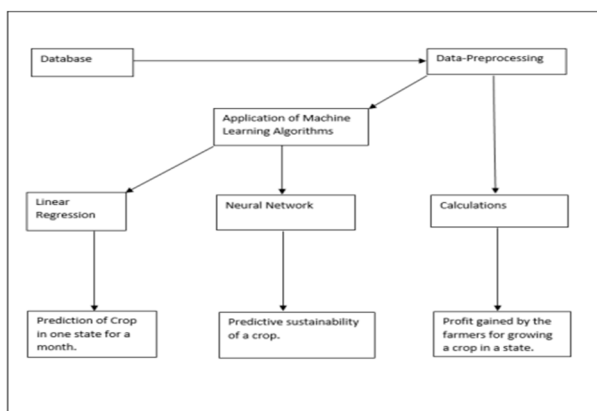 Database
Data-Preprocessing
Application of Machine
Learning Algorithms
Linear
Regression
Neural Network
Calculations
Prediction of Crop
in one state for a
month.
Predictive sustainability
of a crop.
Profit gained by the
farmers for growing
a crop in a state.